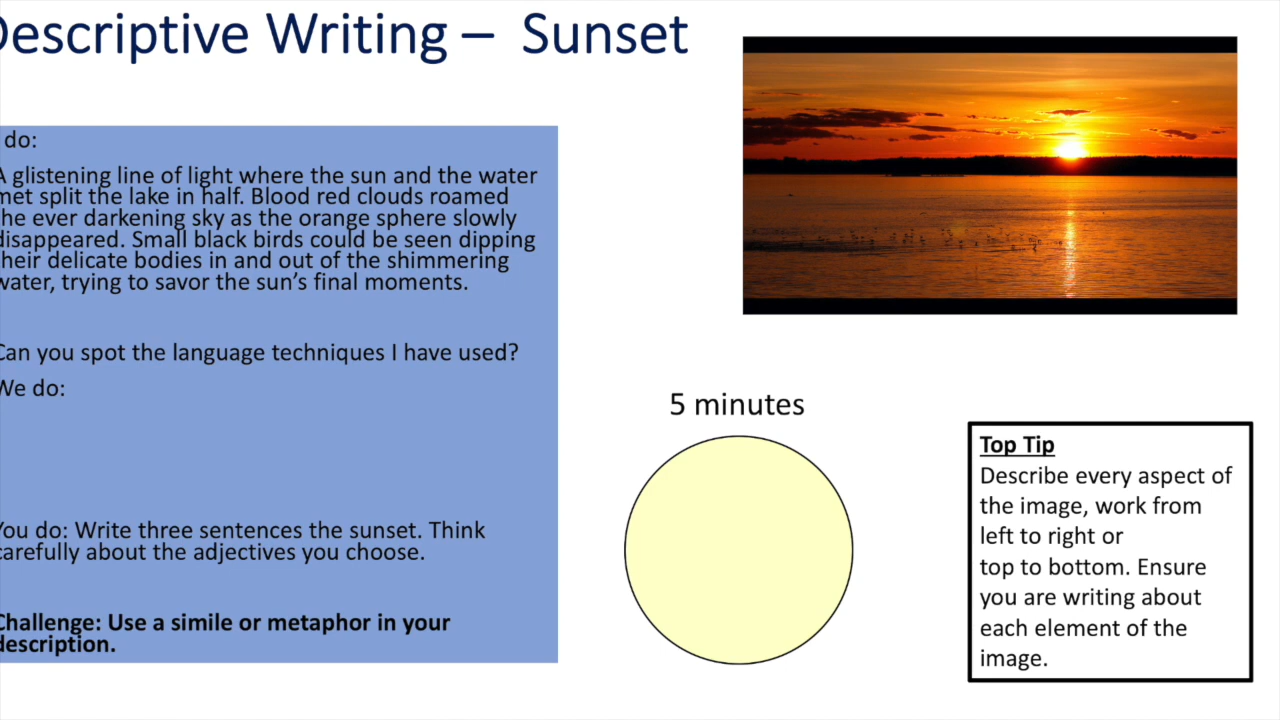 Descriptive Writing – Sunset
do:
A glistening line of light where the sun and the water
met split the lake in half. Blood red clouds roamed
the ever darkening sky as the orange sphere slowly
disappeared. Small black birds could be seen dipping
their delicate bodies in and out of the shimmering
water, trying to savor the sun’s final moments.
Can you spot the language techniques I have used?
We do:
You do: Write three sentences the sunset. Think
carefully about the adjectives you choose.
Challenge: Use a simile or metaphor in your
description.
5 minutes
Top Tip
Describe every aspect of
the image, work from
left to right or
top to bottom. Ensure
you are writing about
each element of the
image.